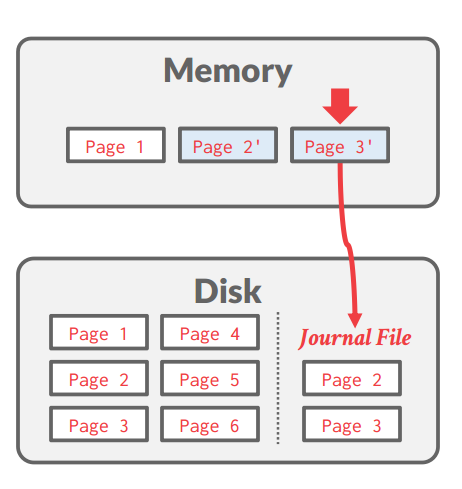 Memory
Page 1 Page 2' Page 3'
Disk
Page 1 Page 4
Journal File
Page 2 Page 5 Page 2
Page 3 Page 6 Page 3